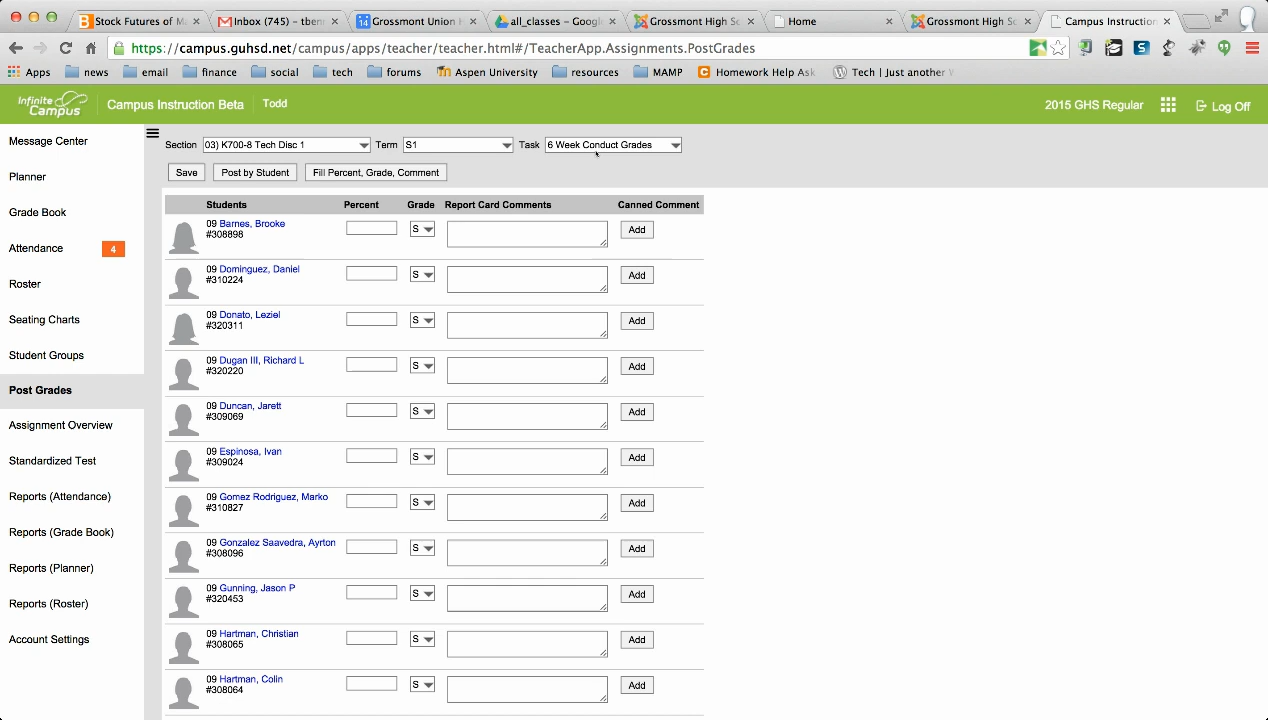 Stock Futures of M
Inbox (745) – tben
14
Grossmont Union H
all_classes – Google
Grossmont High Sc
Home
Grossmont High Sc
Campus Instruction
https://campus.guhsd.net/campus/apps/teacher/teacher.html#/TeacherApp.Assignments.PostGrades
Apps
news
email
finance
social
tech
forums
Aspen University
resources
MAMP
Homework Help Ask
Tech | Just another
Infinite Campus
Campus Instruction Beta
Todd
2015 GHS Regular
Log Off
Message Center
Planner
Grade Book
Attendance
4
Roster
Seating Charts
Student Groups
Post Grades
Assignment Overview
Standardized Test
Reports (Attendance)
Reports (Grade Book)
Reports (Planner)
Reports (Roster)
Account Settings
Section 03) K700-8 Tech Disc 1 Term S1 Task 6 Week Conduct Grades
Save Post by Student Fill Percent, Grade, Comment
Students Percent Grade Report Card Comments Canned Comment
09 Barnes, Brooke S Add
#308898
09 Dominguez, Daniel S Add
#310224
09 Donato, Leziel S Add
#320311
09 Dugan III, Richard L S Add
#320220
09 Duncan, Jarett S Add
#309069
09 Espinosa, Ivan S Add
#309024
09 Gomez Rodriguez, Marko S Add
#310827
09 Gonzalez Saavedra, Ayrton S Add
#308096
09 Gunning, Jason P S Add
#320453
09 Hartman, Christian S Add
#308065
09 Hartman, Colin S Add
#308064